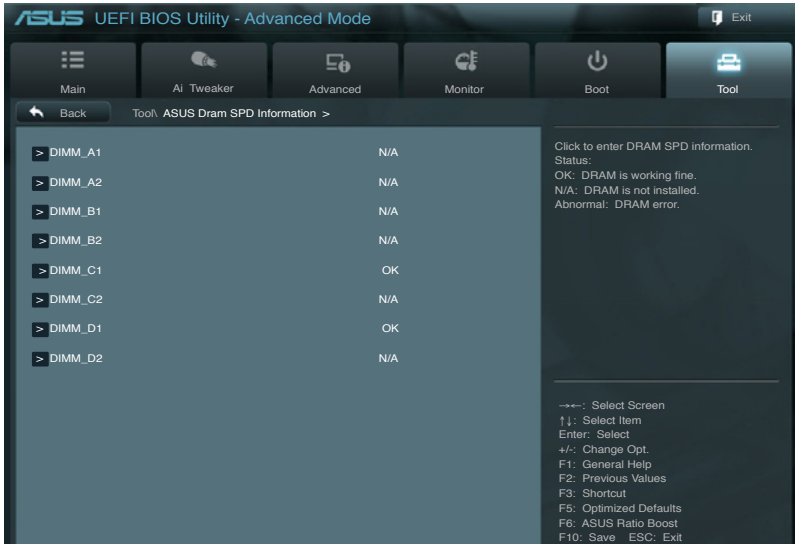 ASUS UEFI BIOS Utility - Advanced Mode
Exit
Main
Ai Tweaker
Advanced
Monitor
Boot
Tool
Back
Tool\ ASUS Dram SPD Information >
> DIMM_A1 N/A
> DIMM_A2 N/A
> DIMM_B1 N/A
> DIMM_B2 N/A
> DIMM_C1 OK
> DIMM_C2 N/A
> DIMM_D1 OK
> DIMM_D2 N/A
Click to enter DRAM SPD information.
Status:
OK: DRAM is working fine.
N/A: DRAM is not installed.
Abnormal: DRAM error.
→←: Select Screen
↑↓: Select Item
Enter: Select
+/-: Change Opt.
F1: General Help
F2: Previous Values
F3: Shortcut
F5: Optimized Defaults
F6: ASUS Ratio Boost
F10: Save ESC: Exit